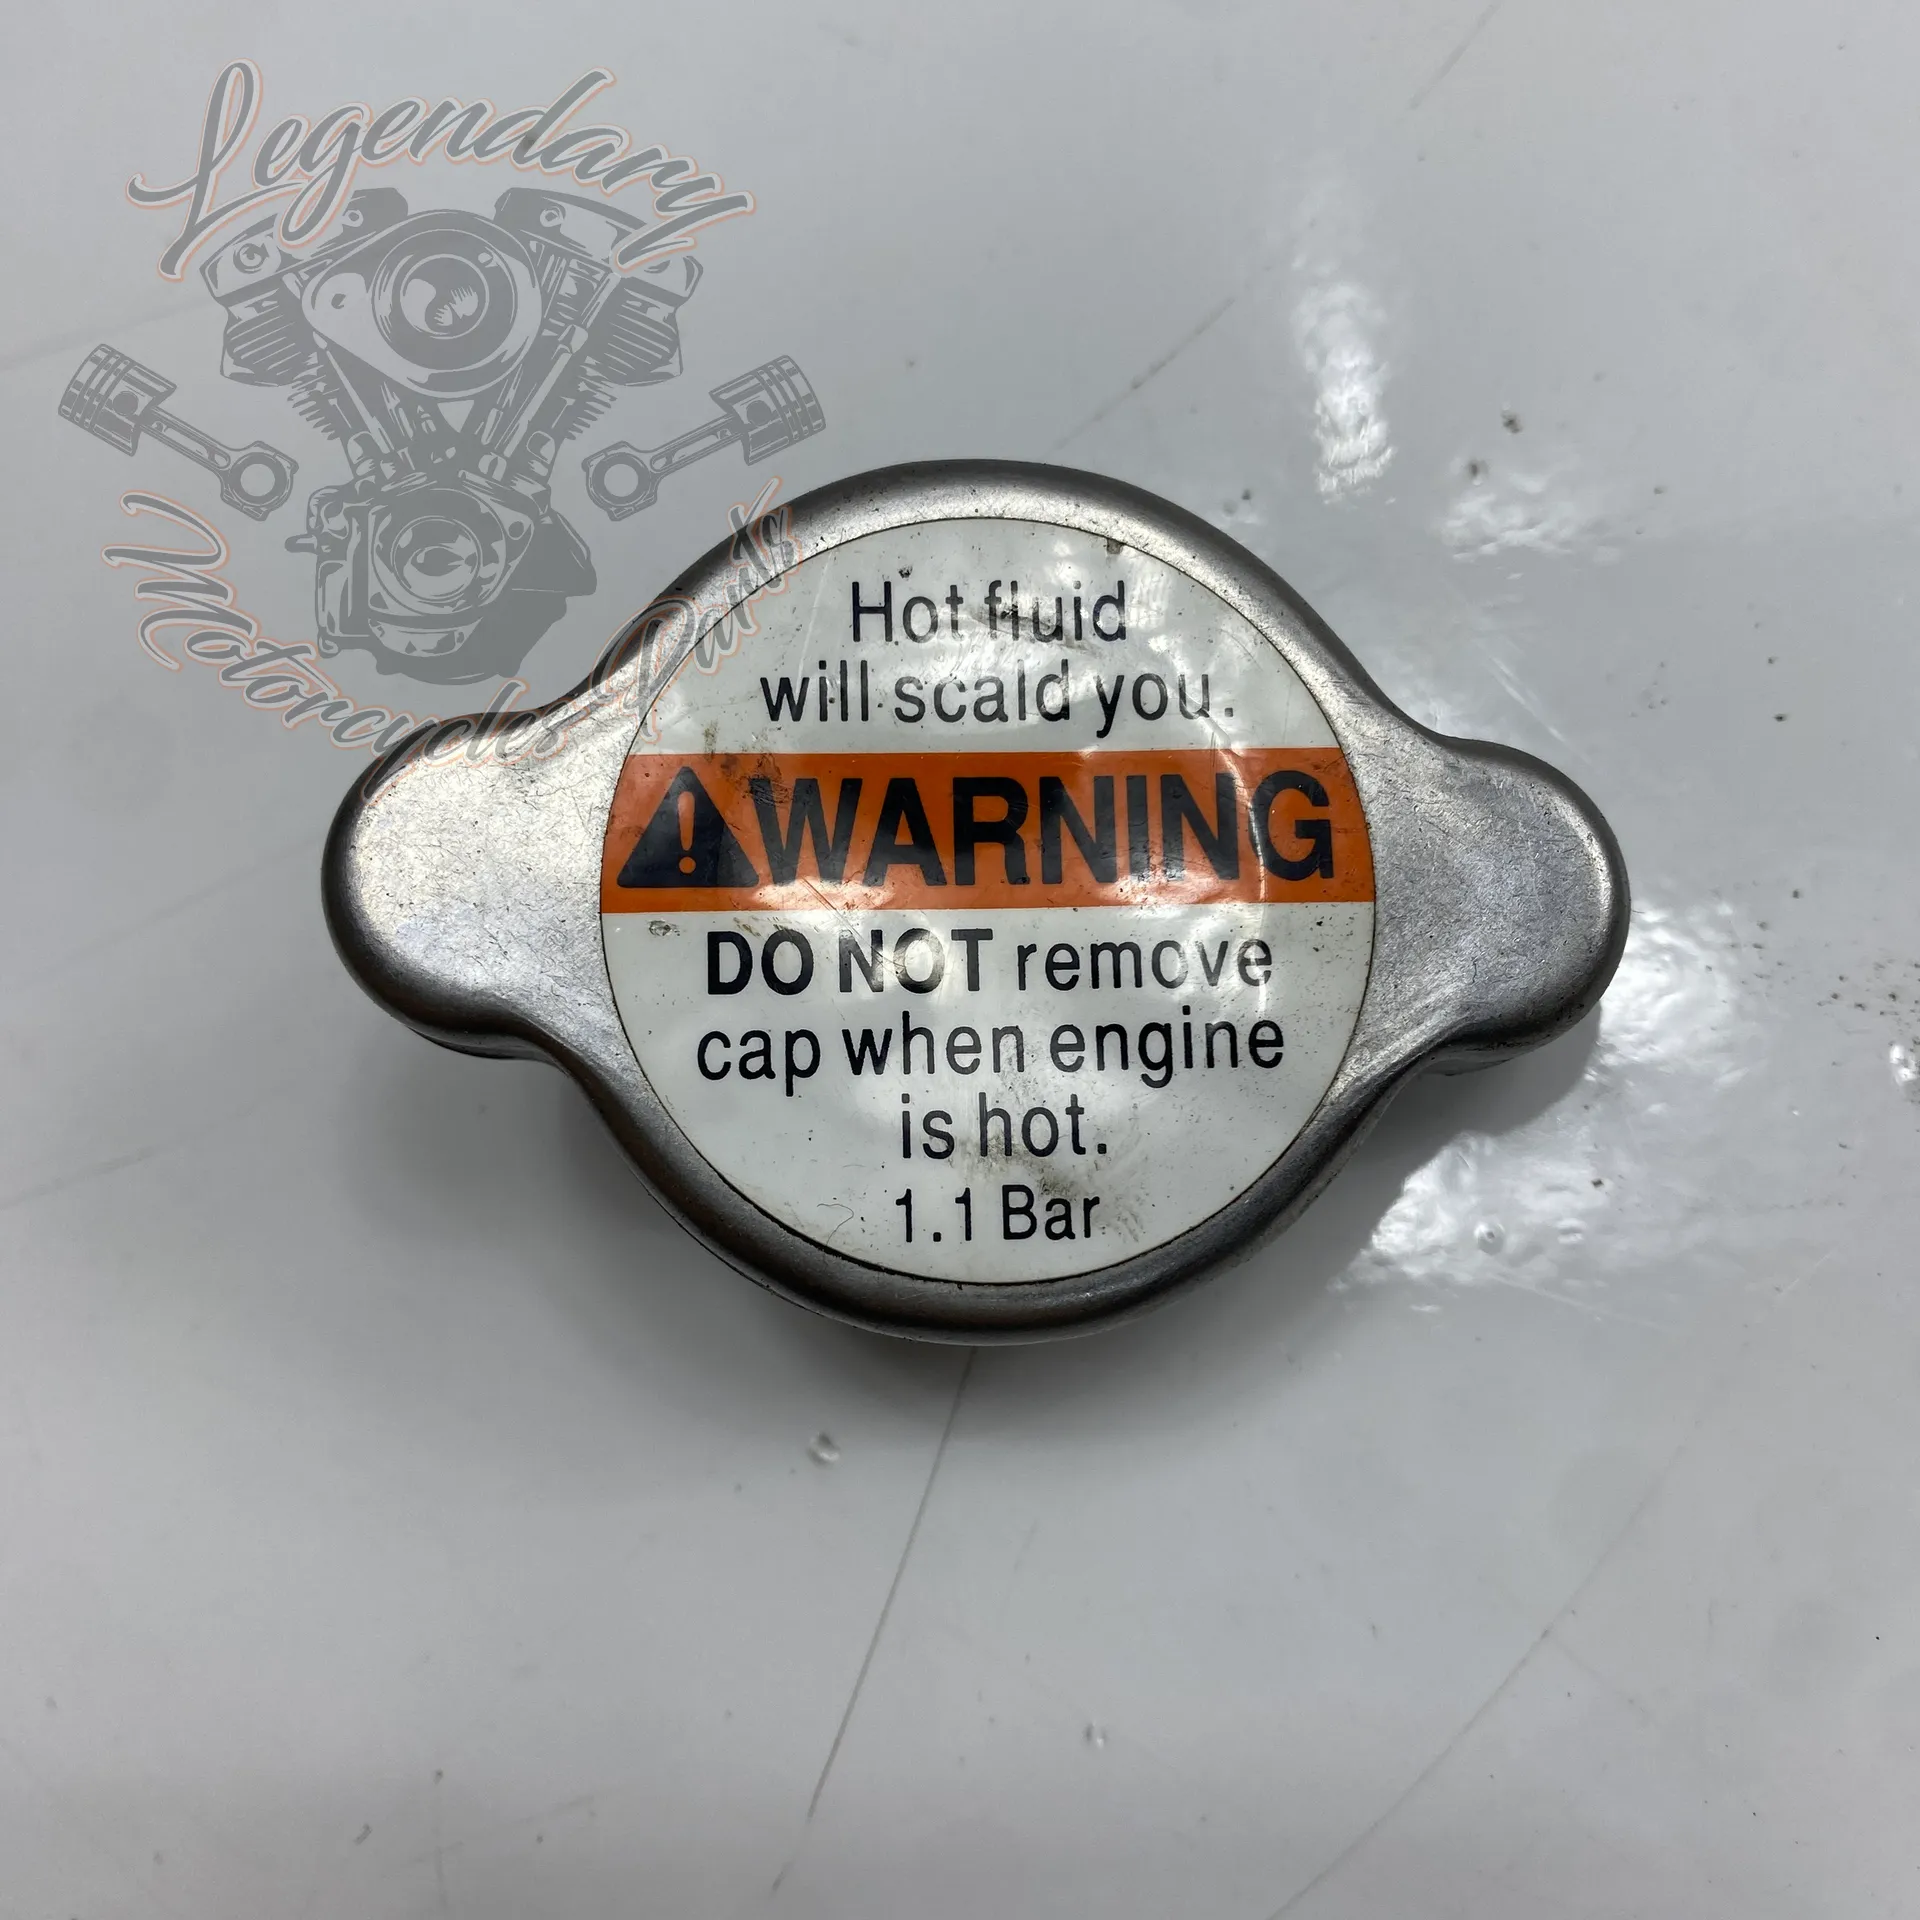 Legendary
Motorcycles Parts
Hot fluid
will scald you.
WARNING
DO NOT remove
cap when engine
is hot.
1.1 Bar